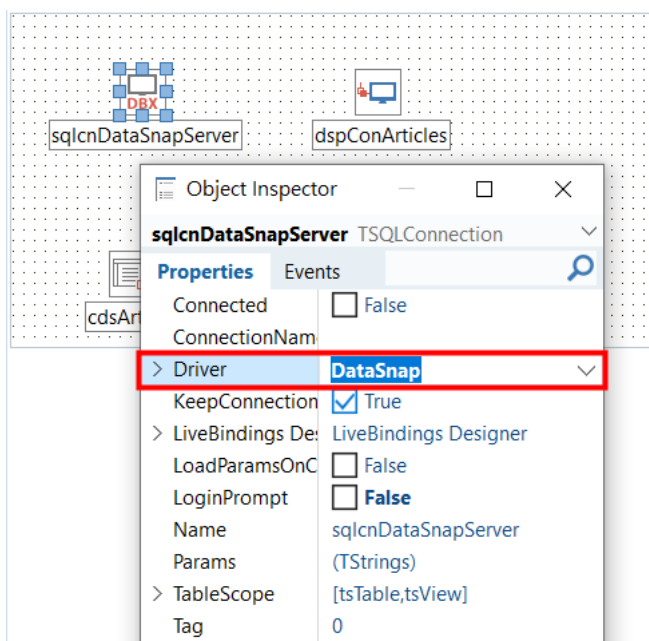 DBX
sqlcnDataSnapServer dspConArticles
Object Inspector
sqlcnDataSnapServer TSQLConnection
Properties Events
cdsArt
Connected False
ConnectionNam
Driver DataSnap
KeepConnection True
LiveBindings Des LiveBindings Designer
LoadParamsOnC False
LoginPrompt False
Name sqlcnDataSnapServer
Params (TStrings)
TableScope [tsTable,tsView]
Tag 0